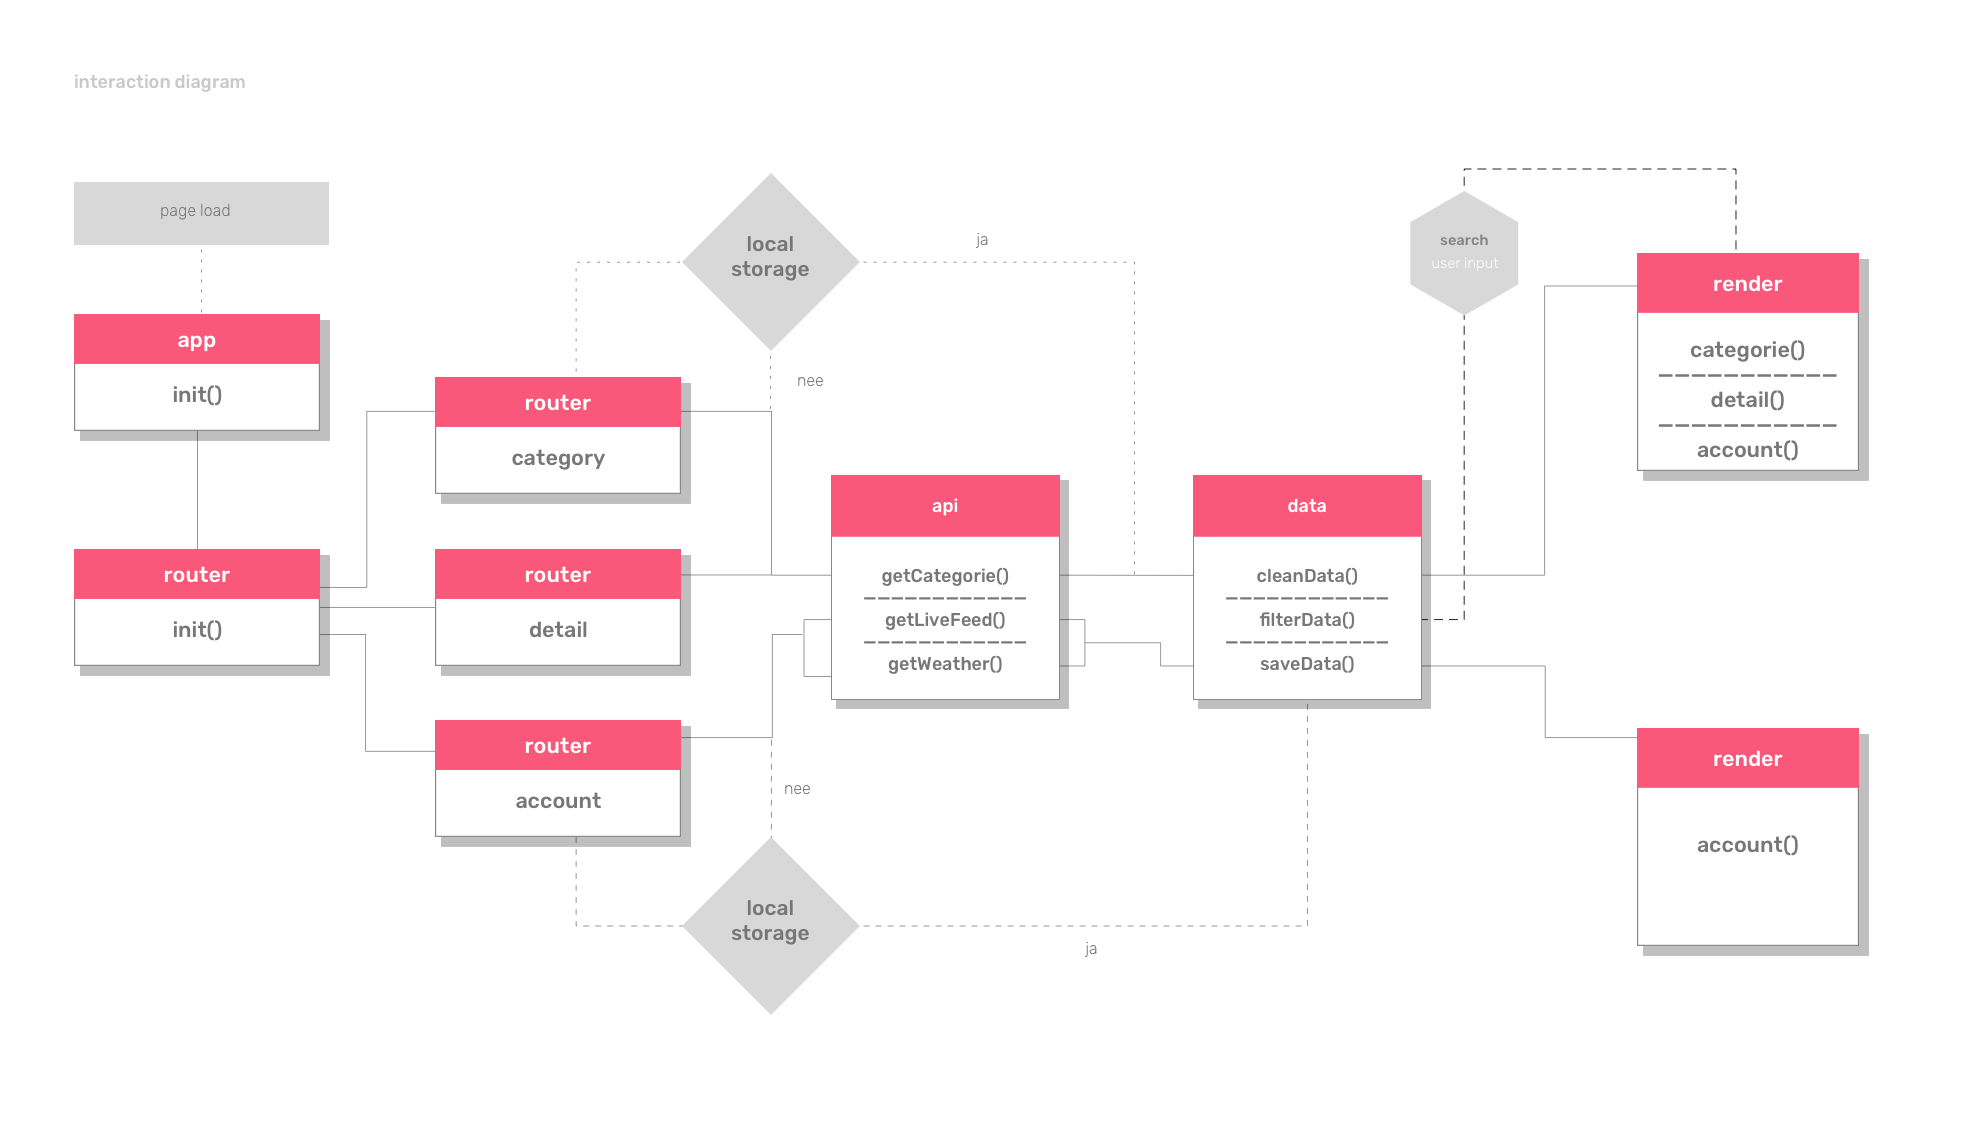 interaction diagram
page load
app
init()
router
init()
router
category
router
detail
router
account
local
storage
ja
nee
api
getCategorie()
getLiveFeed()
getWeather()
data
cleanData()
filterData()
saveData()
search
user input
render
categorie()
detail()
account()
render
account()
nee
local
storage
ja